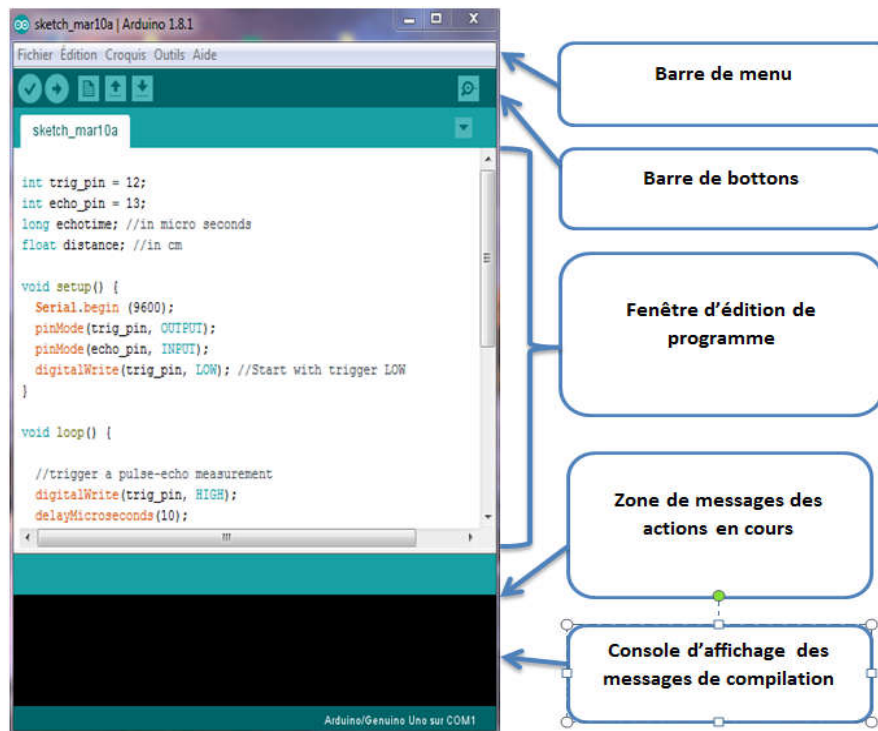 sketch_mar10a | Arduino 1.8.1
Fichier Édition Croquis Outils Aide
sketch_mar10a
int trig_pin = 12;
int echo_pin = 13;
long echotime; //in micro seconds
float distance; //in cm
void setup() {
Serial.begin (9600);
pinMode(trig_pin, OUTPUT);
pinMode(echo_pin, INPUT);
digitalWrite(trig_pin, LOW); //Start with trigger LOW
}
void loop() {
//trigger a pulse-echo measurement
digitalWrite(trig_pin, HIGH);
delayMicroseconds(10);
Arduino/Genuino Uno sur COM1
Barre de menu
Barre de bottons
Fenêtre d'édition de
programme
Zone de messages des
actions en cours
Console d'affichage des
messages de compilation